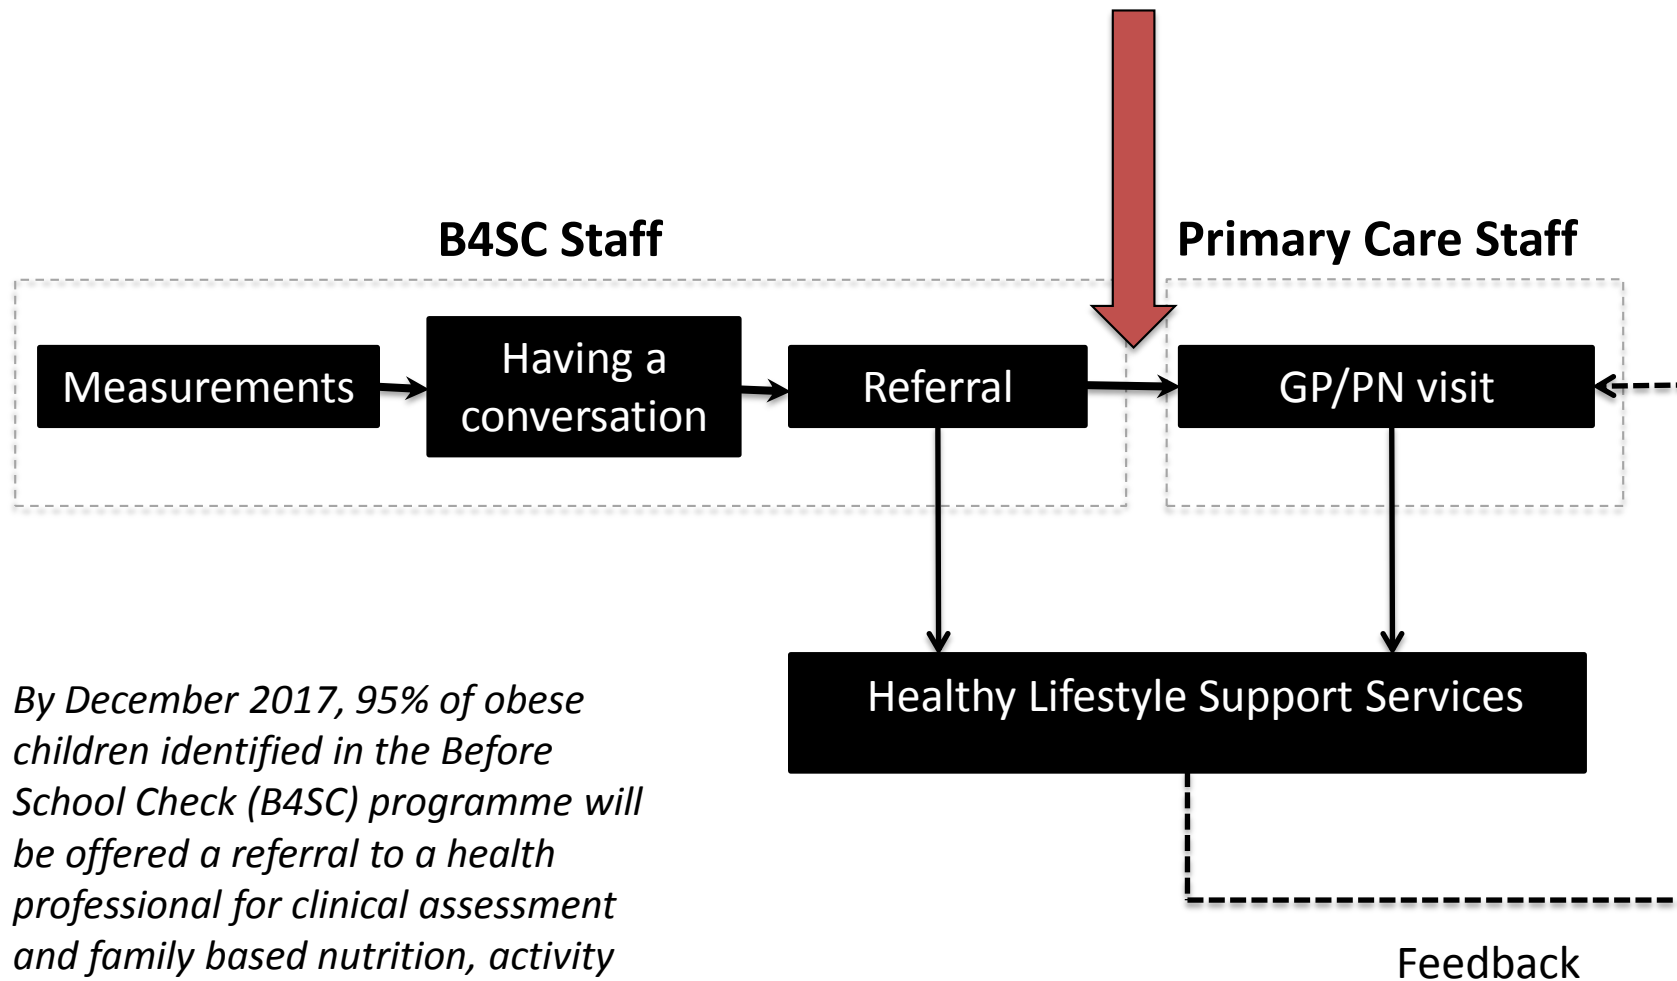 B4SC Staff
Primary Care Staff
Measurements
Having a
conversation
Referral
GP/PN visit
Healthy Lifestyle Support Services
By December 2017, 95% of obese
children identified in the Before
School Check (B4SC) programme will
be offered a referral to a health
professional for clinical assessment
and family based nutrition, activity
Feedback